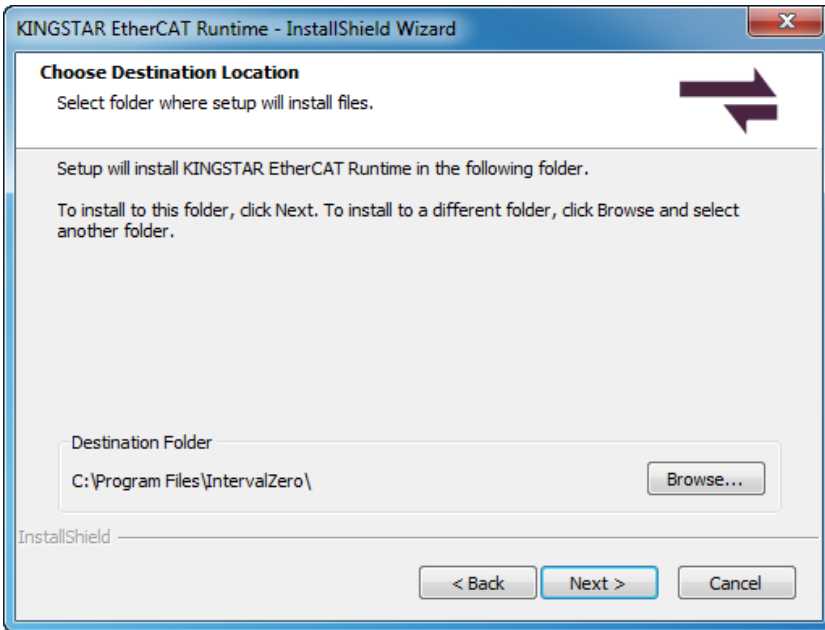 KINGSTAR EtherCAT Runtime - InstallShield Wizard
Choose Destination Location
Select folder where setup will install files.
Setup will install KINGSTAR EtherCAT Runtime in the following folder.
To install to this folder, click Next. To install to a different folder, click Browse and select
another folder.
Destination Folder
C:\Program Files\IntervalZero\
Browse...
InstallShield
< Back
Next >
Cancel